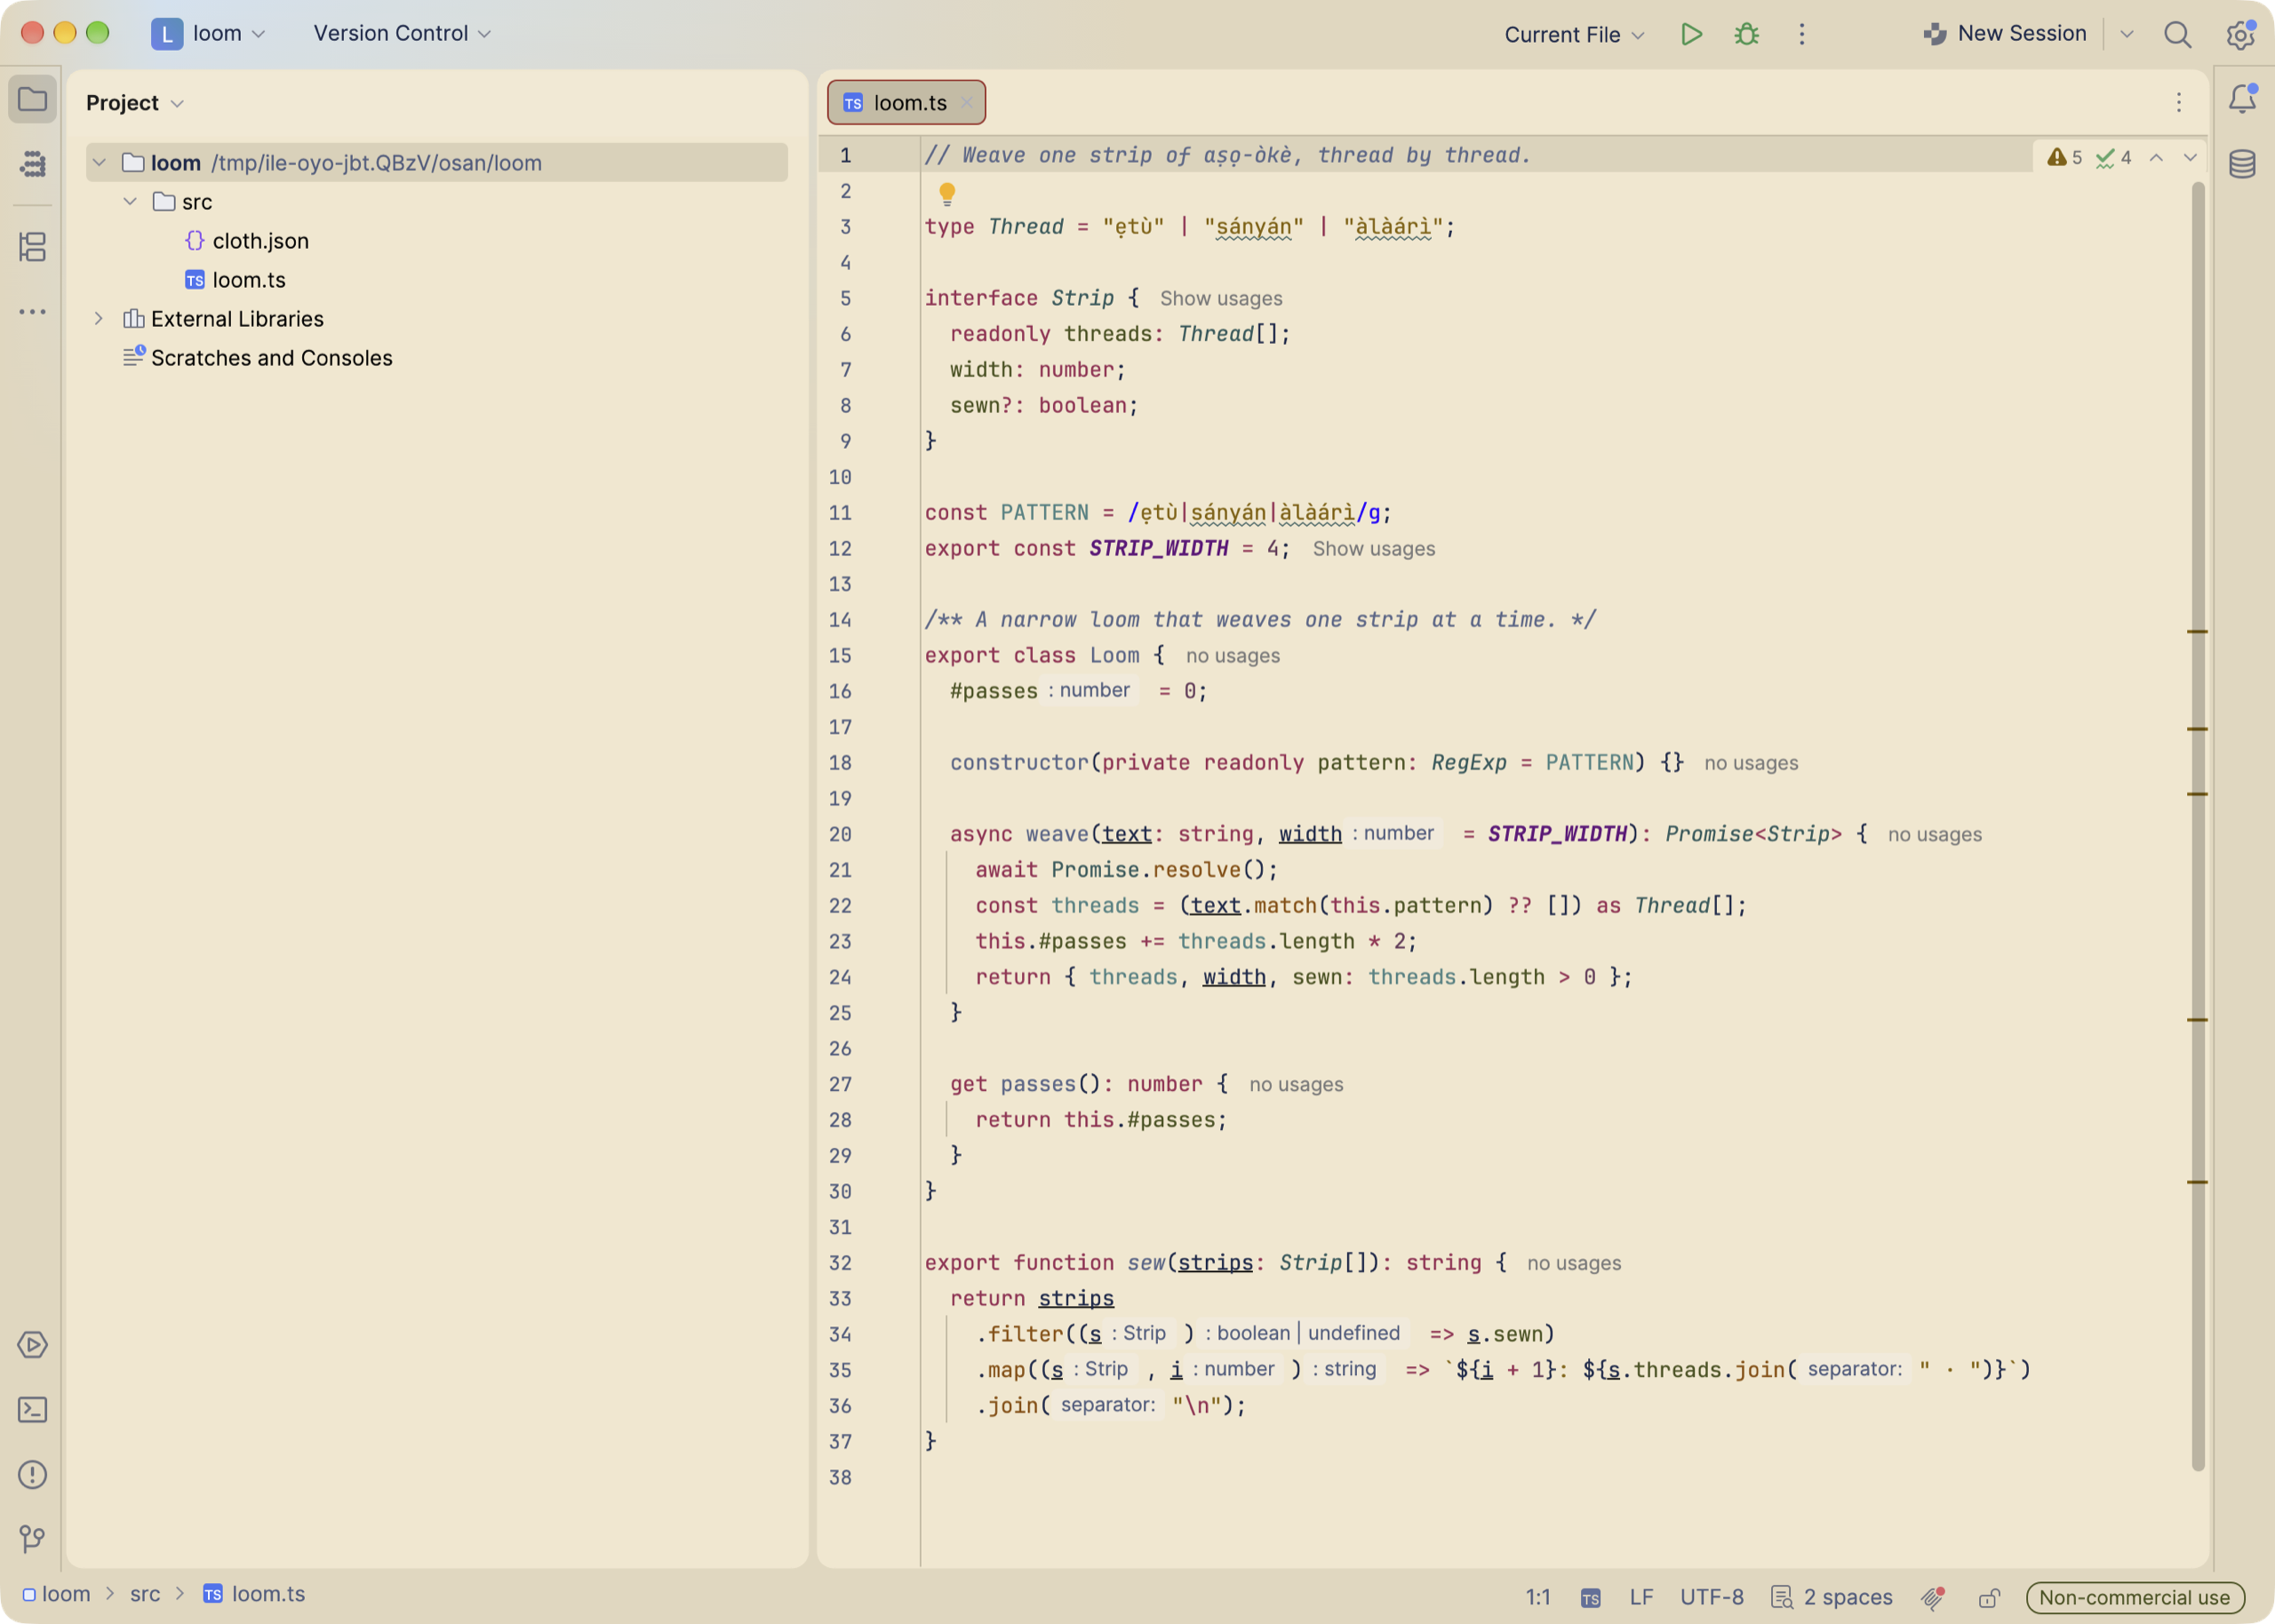 L loom Version Control Current File New Session
Project
loom /tmp/ile-oyo-jbt.QBzV/osan/loom
src
{} cloth.json
TS loom.ts
External Libraries
Scratches and Consoles
TS loom.ts
5 4
1 // Weave one strip of aṣọ-òkè, thread by thread.
2
3 type Thread = "ẹtù" | "sányán" | "àlàárì";
4
5 interface Strip { Show usages
6 readonly threads: Thread[];
7 width: number;
8 sewn?: boolean;
9 }
10
11 const PATTERN = /ẹtù|sányán|àlàárì/g;
12 export const STRIP_WIDTH = 4; Show usages
13
14 /** A narrow loom that weaves one strip at a time. */
15 export class Loom { no usages
16 #passes : number = 0;
17
18 constructor(private readonly pattern: RegExp = PATTERN) {} no usages
19
20 async weave(text: string, width : number = STRIP_WIDTH): Promise<Strip> { no usages
21 await Promise.resolve();
22 const threads = (text.match(this.pattern) ?? []) as Thread[];
23 this.#passes += threads.length * 2;
24 return { threads, width, sewn: threads.length > 0 };
25 }
26
27 get passes(): number { no usages
28 return this.#passes;
29 }
30 }
31
32 export function sew(strips: Strip[]): string { no usages
33 return strips
34 .filter((s : Strip ) : boolean | undefined => s.sewn)
35 .map((s : Strip , i : number ) : string => `${i + 1}: ${s.threads.join( separator: " · ")}`)
36 .join( separator: "\n");
37 }
38
loom > src > TS loom.ts
1:1 TS LF UTF-8 2 spaces Non-commercial use